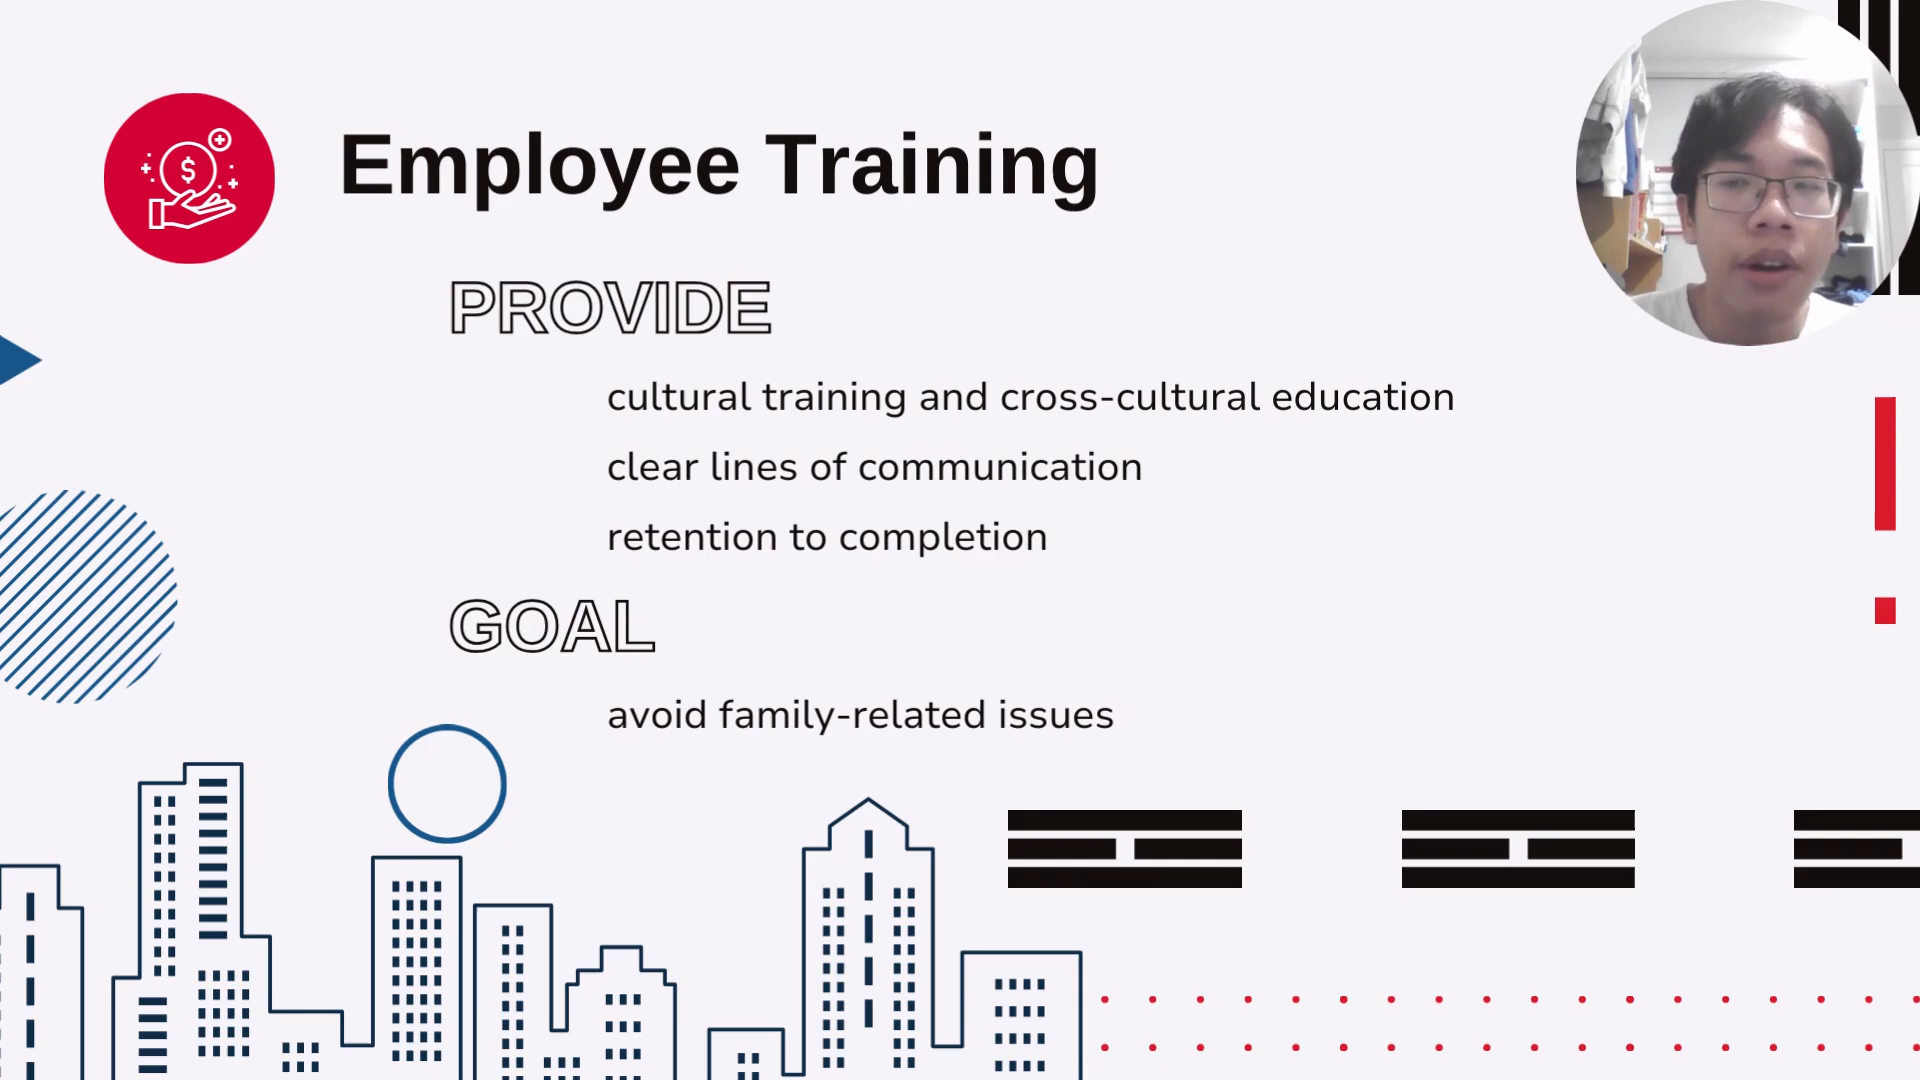 Employee Training
PROVIDE
cultural training and cross-cultural education
clear lines of communication
retention to completion
GOAL
avoid family-related issues
$